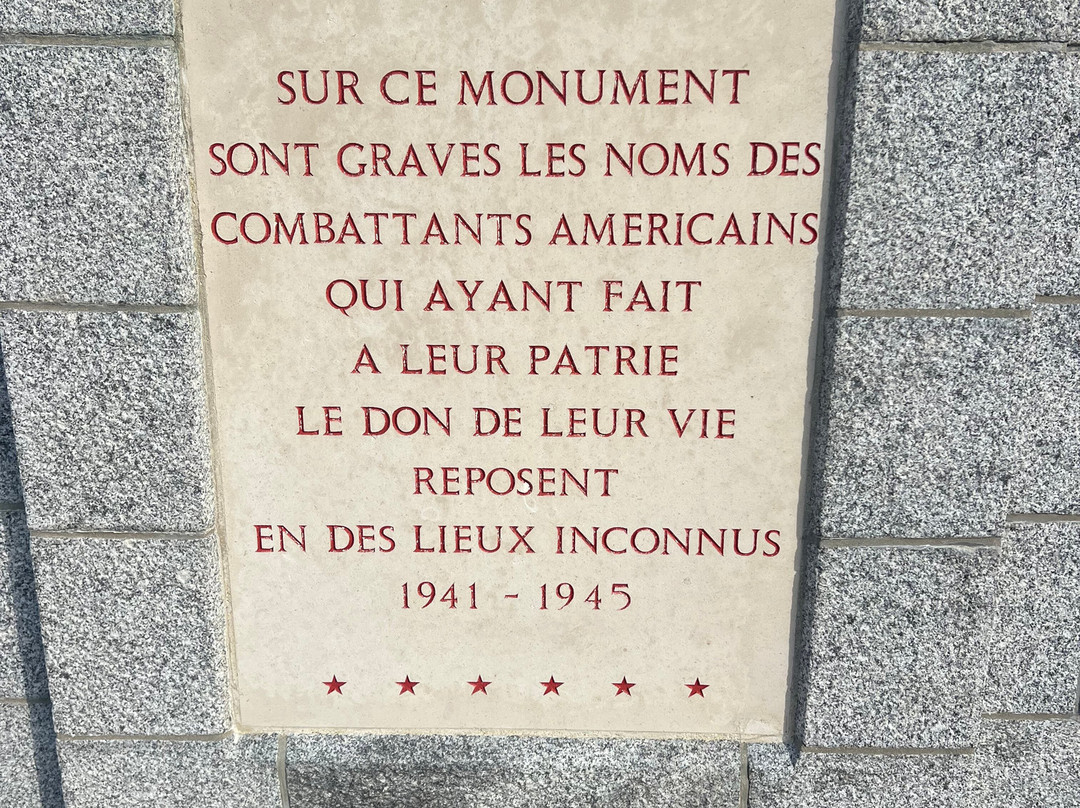 SUR CE MONUMENT
SONT GRAVES LES NOMS DES
COMBATTANTS AMERICAINS
QUI AYANT FAIT
A LEUR PATRIE
LE DON DE LEUR VIE
REPOSENT
EN DES LIEUX INCONNUS
1941 - 1945